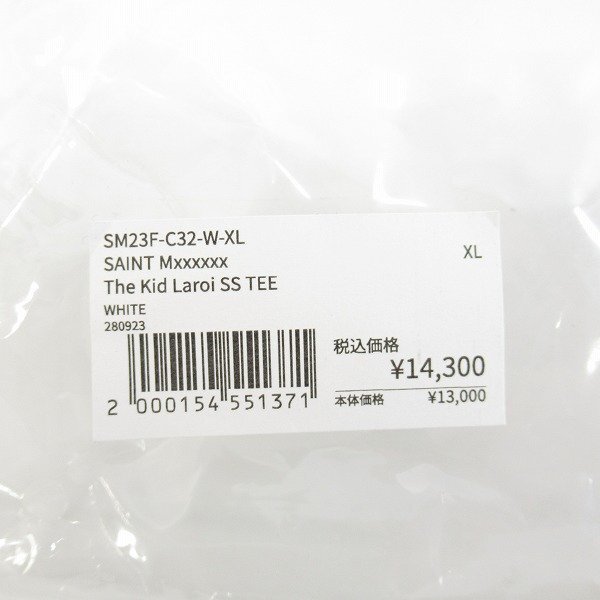 SM23F-C32-W-XL
SAINT Mxxxxxx
XL
The Kid Laroi SS TEE
WHITE
280923
税込価格
¥14,300
本体価格 ¥13,000
2 000154 551371